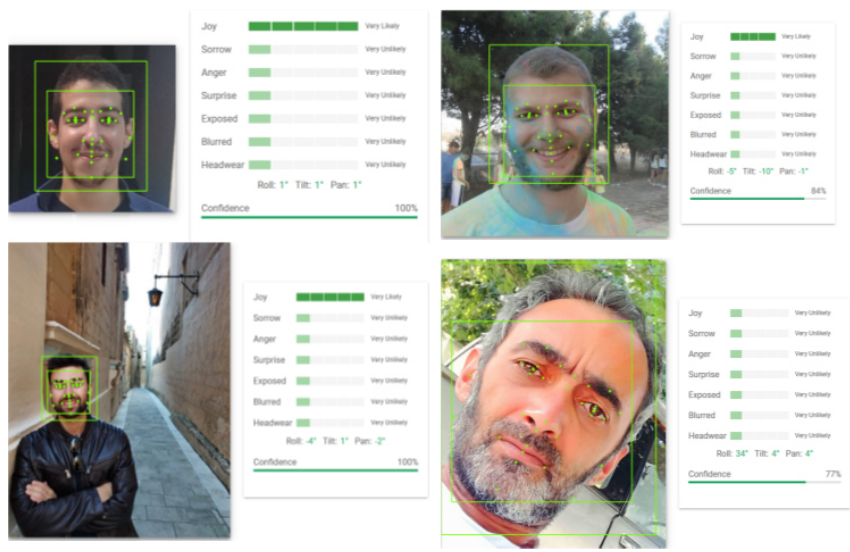 Joy Very Likely
Sorrow Very Unlikely
Anger Very Unlikely
Surprise Very Unlikely
Exposed Very Unlikely
Blurred Very Unlikely
Headwear Very Unlikely
Roll: 1° Tilt: 1° Pan: 1°
Confidence 100%
Joy Very Likely
Sorrow Very Unlikely
Anger Very Unlikely
Surprise Very Unlikely
Exposed Very Unlikely
Blurred Very Unlikely
Headwear Very Unlikely
Roll: -5° Tilt: -10° Pan: -1°
Confidence 84%
Joy Very Likely
Sorrow Very Unlikely
Anger Very Unlikely
Surprise Very Unlikely
Exposed Very Unlikely
Blurred Very Unlikely
Headwear Very Unlikely
Roll: -4° Tilt: 1° Pan: -2°
Confidence 100%
Joy Very Unlikely
Sorrow Very Unlikely
Anger Very Unlikely
Surprise Very Unlikely
Exposed Very Unlikely
Blurred Very Unlikely
Headwear Very Unlikely
Roll: 34° Tilt: 4° Pan: 4°
Confidence 77%